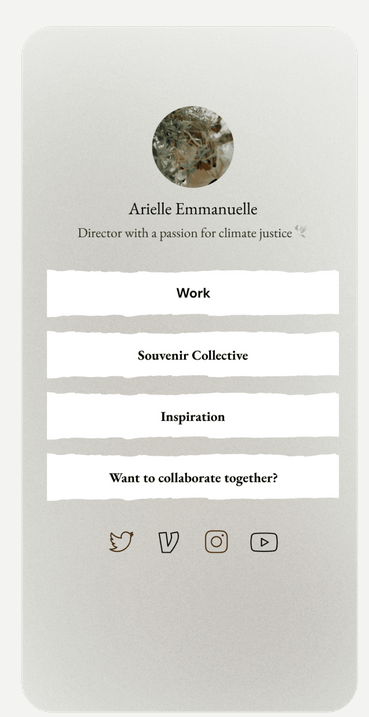 Arielle Emmanuelle
Director with a passion for climate justice 🕊
Work
Souvenir Collective
Inspiration
Want to collaborate together?